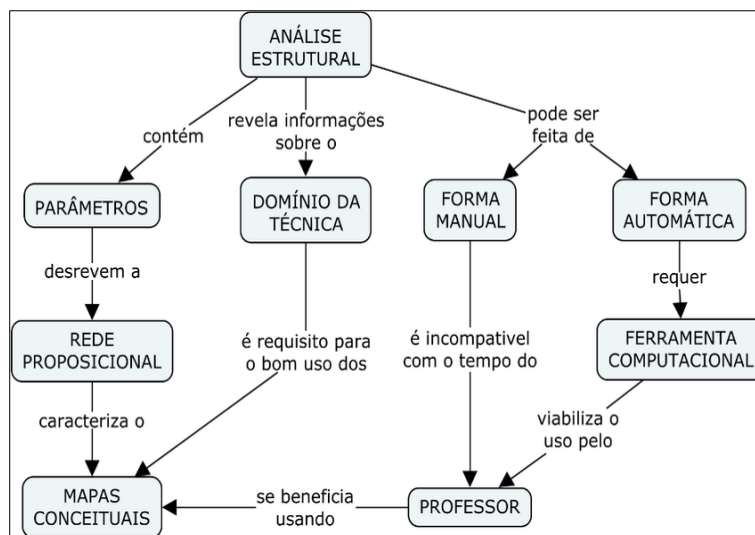 ANÁLISE
ESTRUTURAL
contém
revela informações
sobre o
pode ser
feita de
PARÂMETROS
DOMÍNIO DA
TÉCNICA
FORMA
MANUAL
FORMA
AUTOMÁTICA
desrevem a
requer
REDE
PROPOSICIONAL
é requisito para
o bom uso dos
é incompativel
com o tempo do
FERRAMENTA
COMPUTACIONAL
caracteriza o
viabiliza o
uso pelo
MAPAS
CONCEITUAIS
se beneficia
usando
PROFESSOR